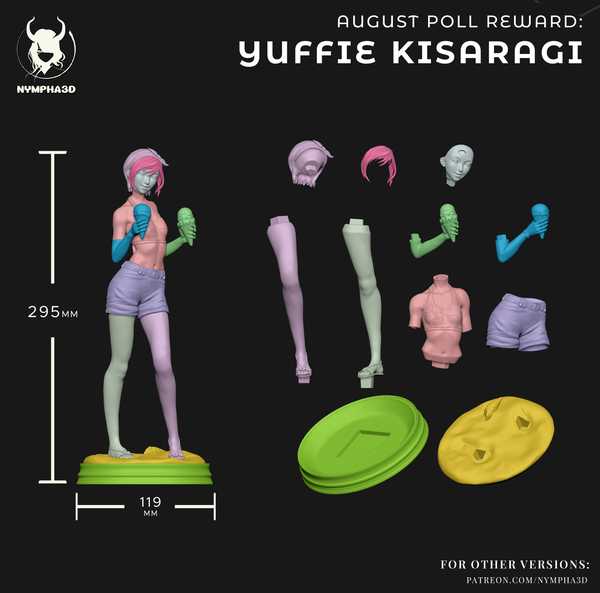 AUGUST POLL REWARD:
YUFFIE KISARAGI
NYMPHA3D
295MM
119
MM
FOR OTHER VERSIONS:
PATREON.COM/NYMPHA3D